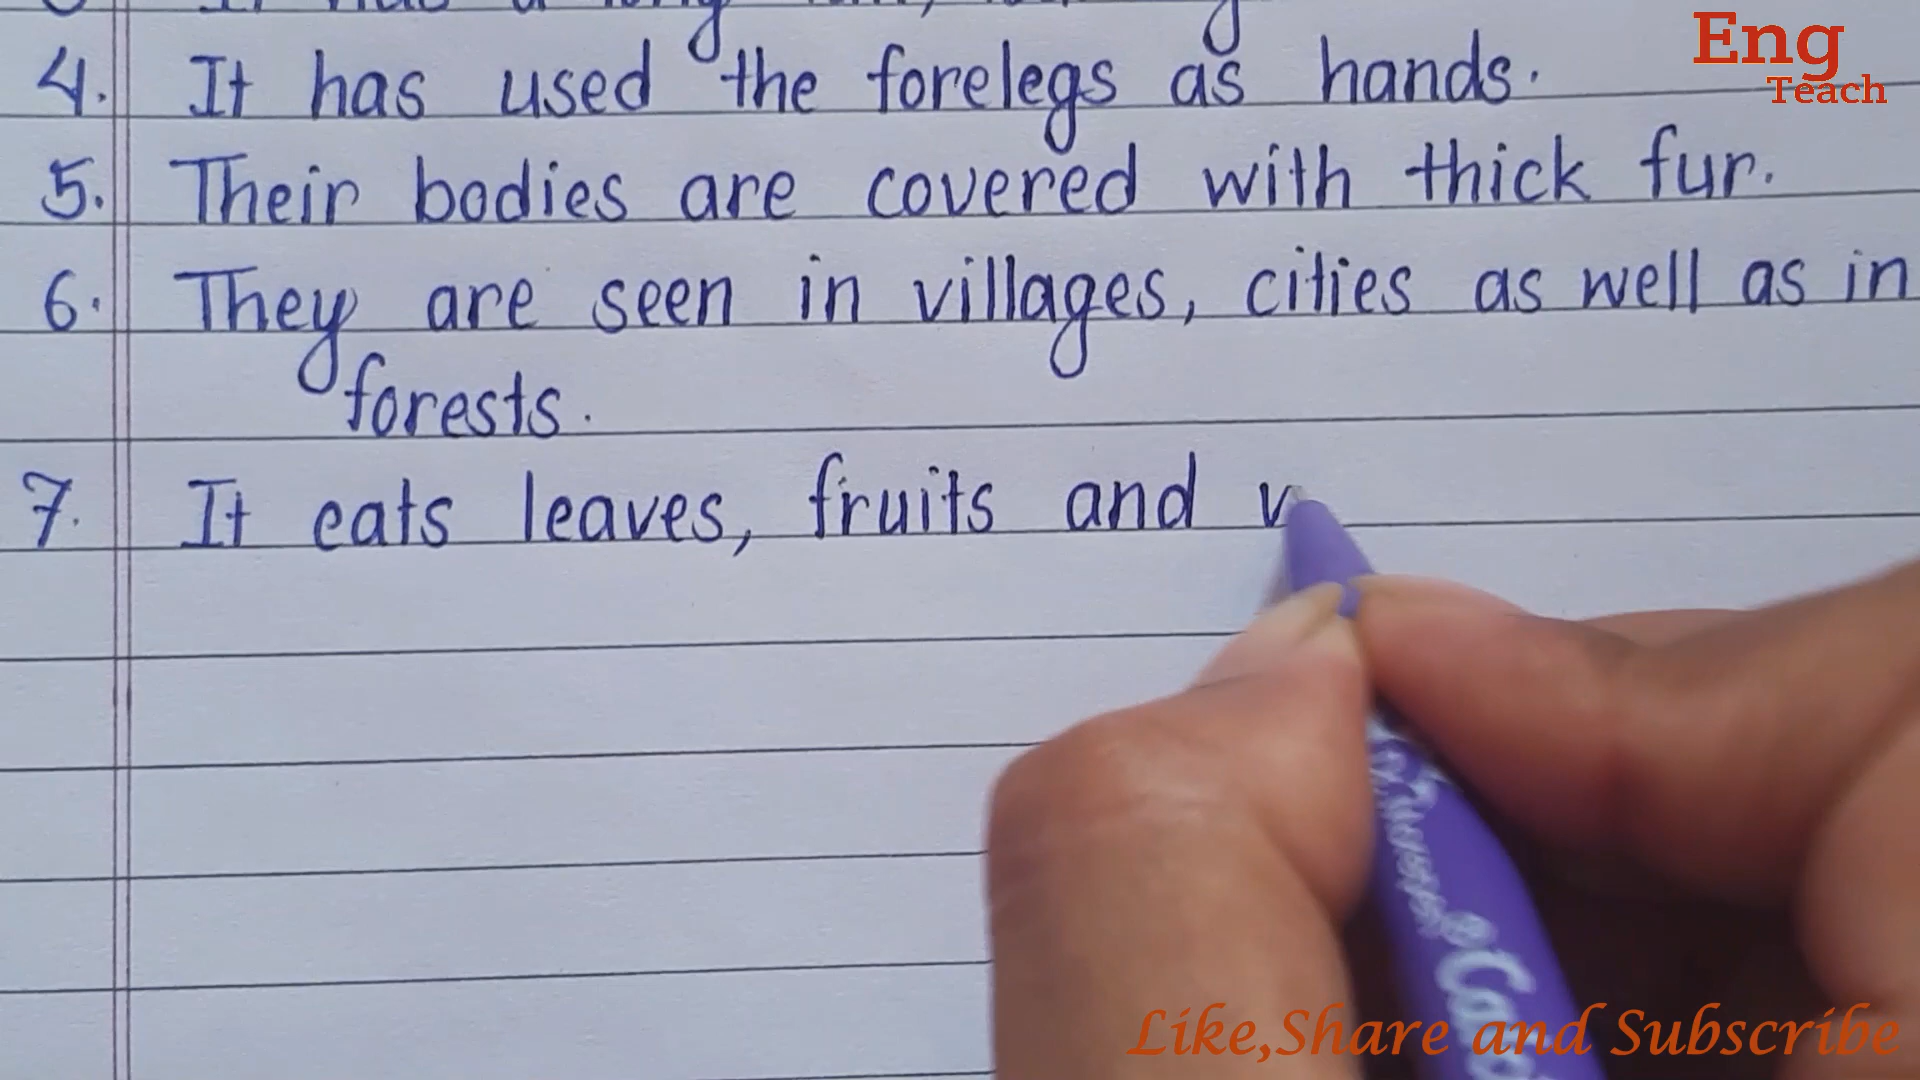 Eng
Teach
4. It has used the forelegs as hands.
5. Their bodies are covered with thick fur.
6. They are seen in villages, cities as well as in
forests.
7. It eats leaves, fruits and v
Like,Share and Subscribe